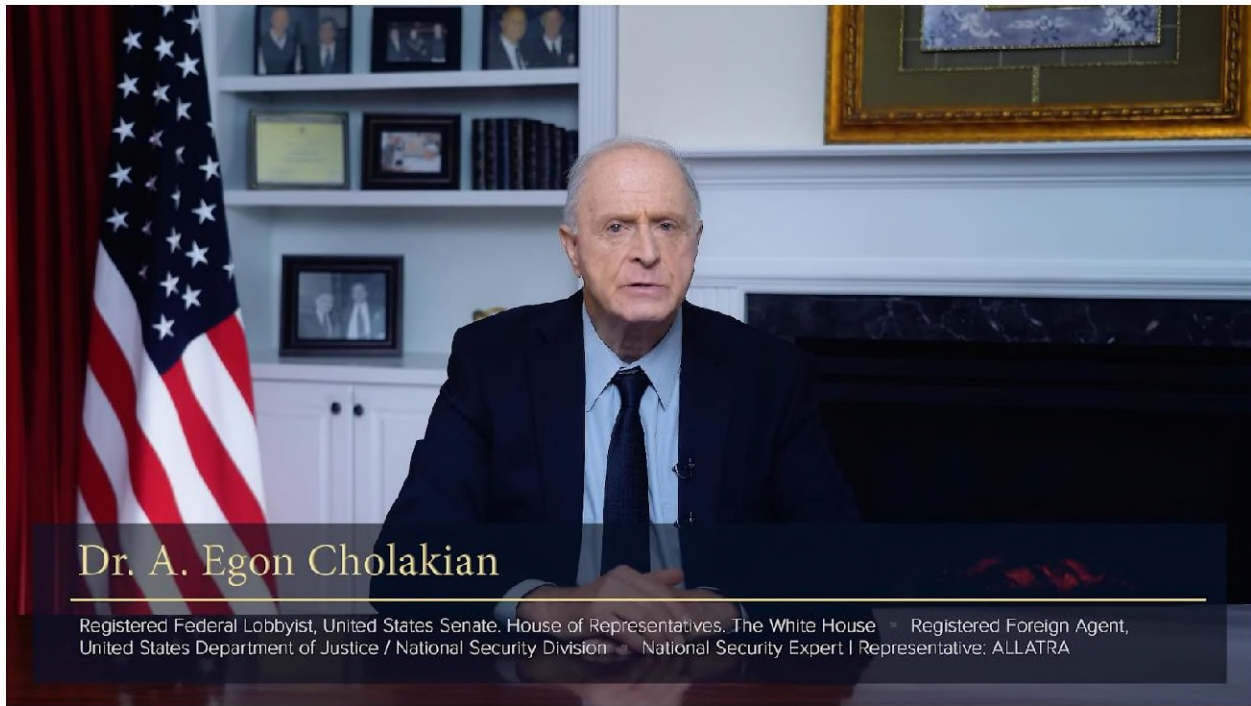 Dr. A. Egon Cholakian
Registered Federal Lobbyist, United States Senate. House of Representatives. The White House ▪ Registered Foreign Agent,
United States Department of Justice / National Security Division ▪ National Security Expert | Representative: ALLATRA